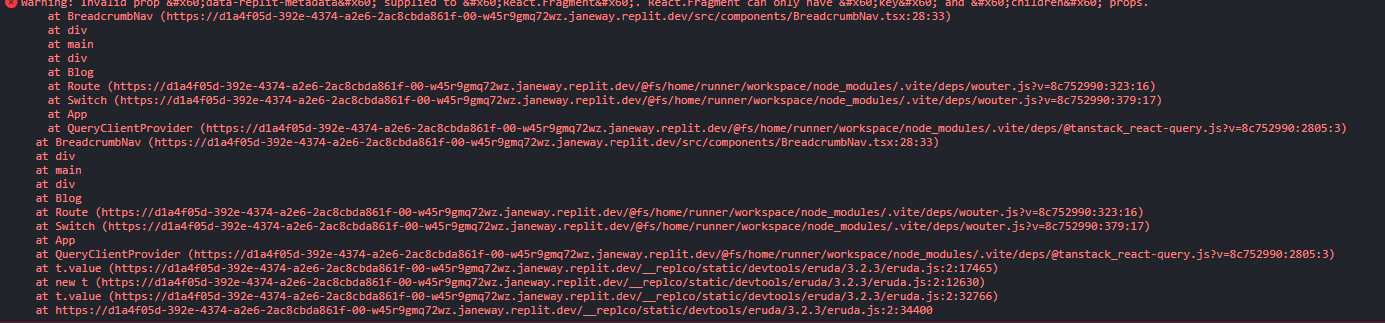 Warning: Invalid prop &#x60;data-replit-metadata&#x60; supplied to &#x60;React.Fragment&#x60;. React.Fragment can only have &#x60;key&#x60; and &#x60;children&#x60; props.
at BreadcrumbNav (https://d1a4f05d-392e-4374-a2e6-2ac8cbda861f-00-w45r9gmq72wz.janeway.replit.dev/src/components/BreadcrumbNav.tsx:28:33)
at div
at main
at div
at Blog
at Route (https://d1a4f05d-392e-4374-a2e6-2ac8cbda861f-00-w45r9gmq72wz.janeway.replit.dev/@fs/home/runner/workspace/node_modules/.vite/deps/wouter.js?v=8c752990:323:16)
at Switch (https://d1a4f05d-392e-4374-a2e6-2ac8cbda861f-00-w45r9gmq72wz.janeway.replit.dev/@fs/home/runner/workspace/node_modules/.vite/deps/wouter.js?v=8c752990:379:17)
at App
at QueryClientProvider (https://d1a4f05d-392e-4374-a2e6-2ac8cbda861f-00-w45r9gmq72wz.janeway.replit.dev/@fs/home/runner/workspace/node_modules/.vite/deps/@tanstack_react-query.js?v=8c752990:2805:3)
at BreadcrumbNav (https://d1a4f05d-392e-4374-a2e6-2ac8cbda861f-00-w45r9gmq72wz.janeway.replit.dev/src/components/BreadcrumbNav.tsx:28:33)
at div
at main
at div
at Blog
at Route (https://d1a4f05d-392e-4374-a2e6-2ac8cbda861f-00-w45r9gmq72wz.janeway.replit.dev/@fs/home/runner/workspace/node_modules/.vite/deps/wouter.js?v=8c752990:323:16)
at Switch (https://d1a4f05d-392e-4374-a2e6-2ac8cbda861f-00-w45r9gmq72wz.janeway.replit.dev/@fs/home/runner/workspace/node_modules/.vite/deps/wouter.js?v=8c752990:379:17)
at App
at QueryClientProvider (https://d1a4f05d-392e-4374-a2e6-2ac8cbda861f-00-w45r9gmq72wz.janeway.replit.dev/@fs/home/runner/workspace/node_modules/.vite/deps/@tanstack_react-query.js?v=8c752990:2805:3)
at t.value (https://d1a4f05d-392e-4374-a2e6-2ac8cbda861f-00-w45r9gmq72wz.janeway.replit.dev/__replco/static/devtools/eruda/3.2.3/eruda.js:2:17465)
at new t (https://d1a4f05d-392e-4374-a2e6-2ac8cbda861f-00-w45r9gmq72wz.janeway.replit.dev/__replco/static/devtools/eruda/3.2.3/eruda.js:2:12630)
at t.value (https://d1a4f05d-392e-4374-a2e6-2ac8cbda861f-00-w45r9gmq72wz.janeway.replit.dev/__replco/static/devtools/eruda/3.2.3/eruda.js:2:32766)
at https://d1a4f05d-392e-4374-a2e6-2ac8cbda861f-00-w45r9gmq72wz.janeway.replit.dev/__replco/static/devtools/eruda/3.2.3/eruda.js:2:34400